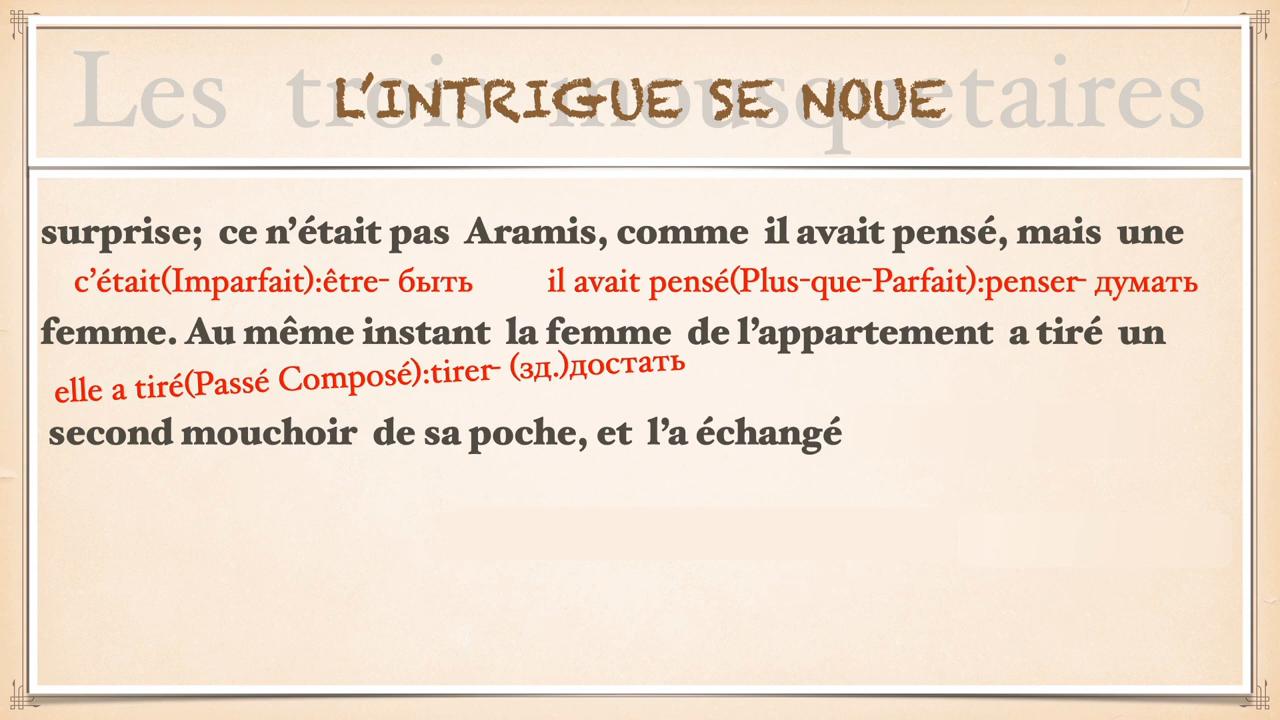 Les trois mousquetaires
L'INTRIGUE SE NOUE
surprise; ce n'était pas Aramis, comme il avait pensé, mais une
c'était(Imparfait):être- быть il avait pensé(Plus-que-Parfait):penser- думать
femme. Au même instant la femme de l'appartement a tiré un
elle a tiré(Passé Composé):tirer- (зд.)достать
second mouchoir de sa poche, et l'a échangé